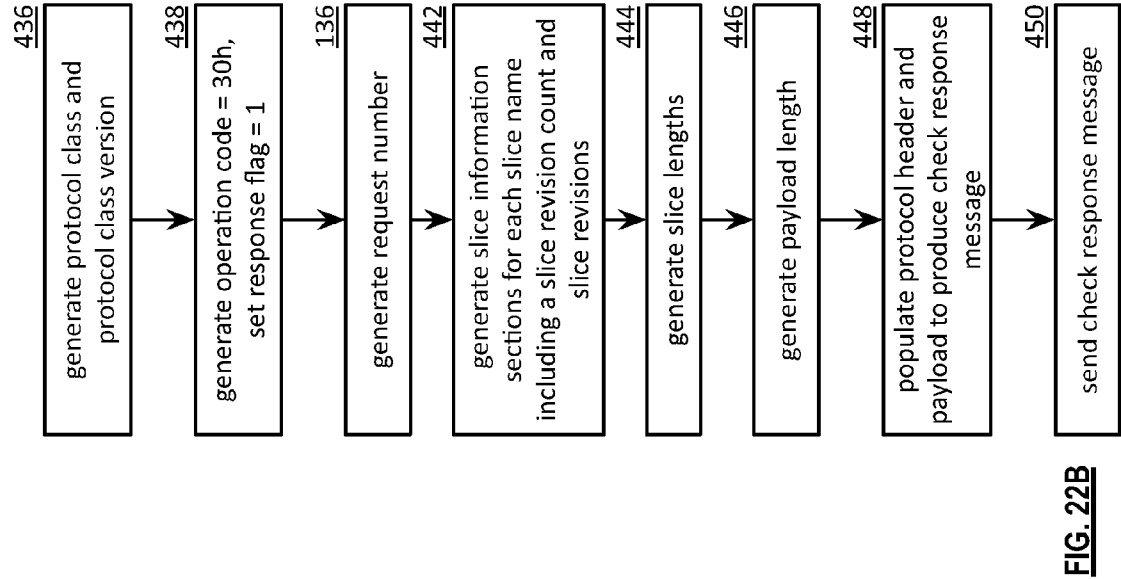 436
generate protocol class and
protocol class version
438
generate operation code = 30h,
set response flag = 1
136
generate request number
442
generate slice information
sections for each slice name
including a slice revision count and
slice revisions
444
generate slice lengths
446
generate payload length
448
populate protocol header and
payload to produce check response
message
450
send check response message
FIG. 22B